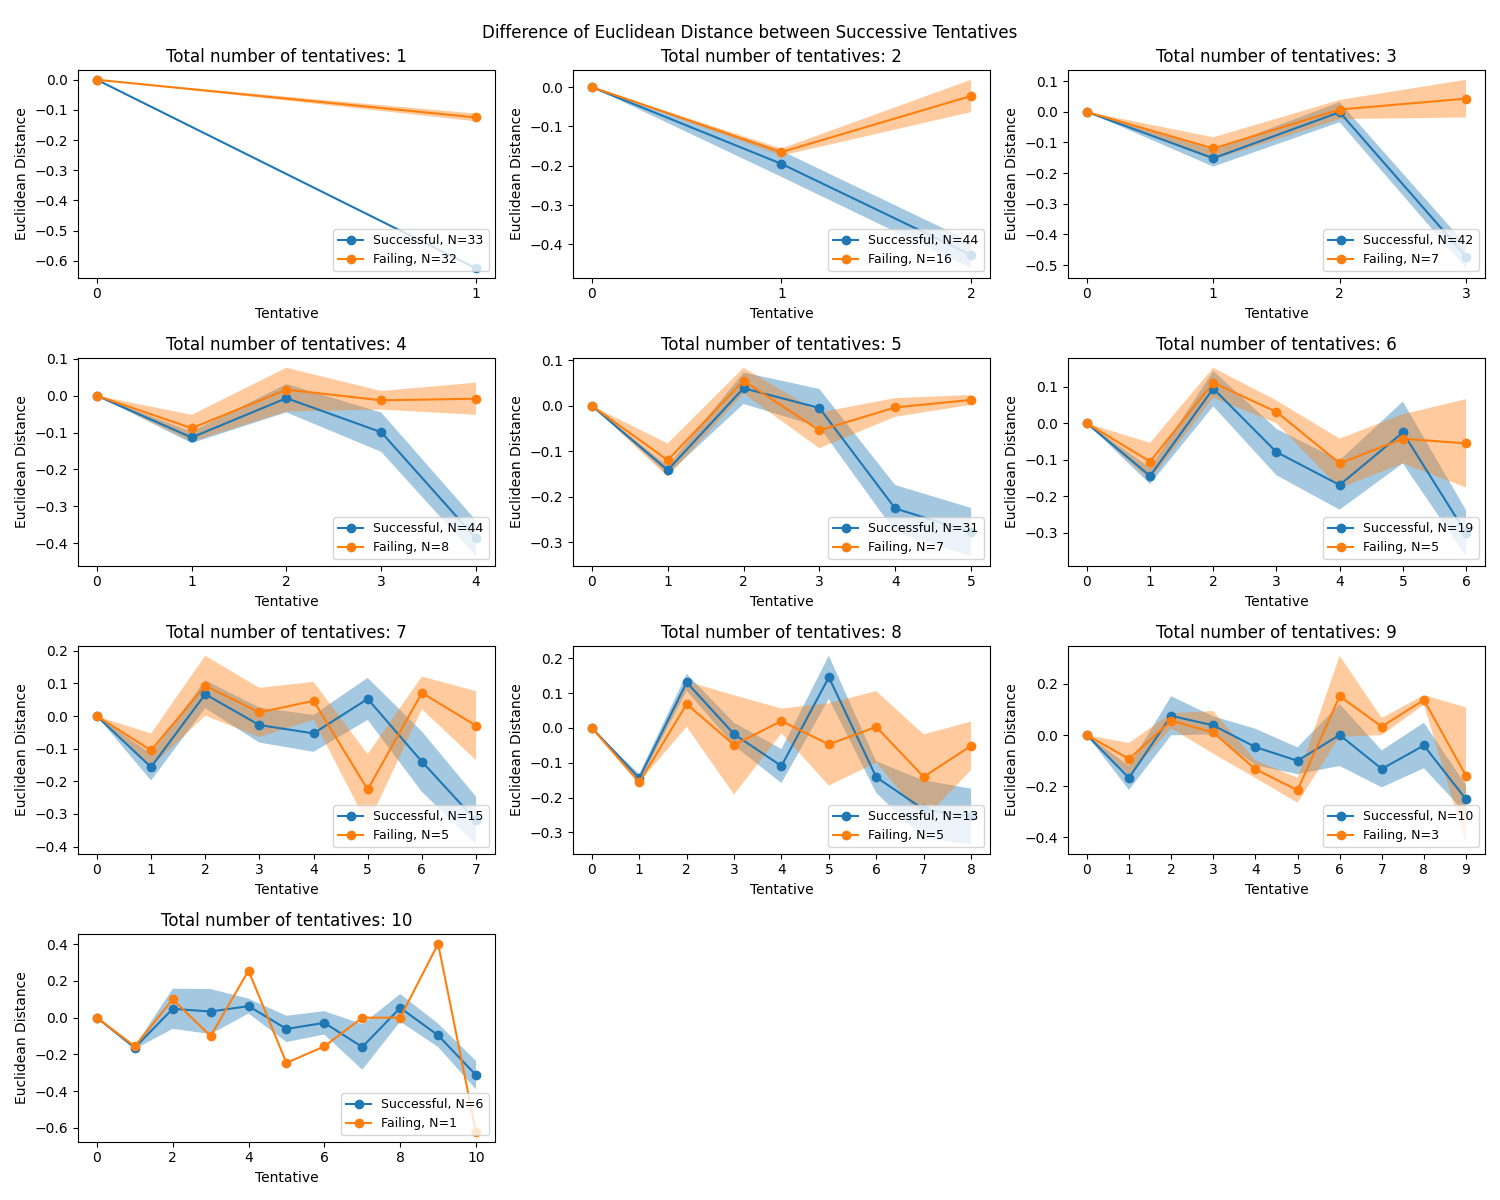 Difference of Euclidean Distance between Successive Tentatives
Total number of tentatives: 1
0.0
−0.1
−0.2
−0.3
−0.4
−0.5
−0.6
Euclidean Distance
Successful, N=33
Failing, N=32
0 1
Tentative
Total number of tentatives: 2
0.0
−0.1
−0.2
−0.3
−0.4
Euclidean Distance
Successful, N=44
Failing, N=16
0 1 2
Tentative
Total number of tentatives: 3
0.1
0.0
−0.1
−0.2
−0.3
−0.4
−0.5
Euclidean Distance
Successful, N=42
Failing, N=7
0 1 2 3
Tentative
Total number of tentatives: 4
0.1
0.0
−0.1
−0.2
−0.3
−0.4
Euclidean Distance
Successful, N=44
Failing, N=8
0 1 2 3 4
Tentative
Total number of tentatives: 5
0.1
0.0
−0.1
−0.2
−0.3
Euclidean Distance
Successful, N=31
Failing, N=7
0 1 2 3 4 5
Tentative
Total number of tentatives: 6
0.1
0.0
−0.1
−0.2
−0.3
Euclidean Distance
Successful, N=19
Failing, N=5
0 1 2 3 4 5 6
Tentative
Total number of tentatives: 7
0.2
0.1
0.0
−0.1
−0.2
−0.3
−0.4
Euclidean Distance
Successful, N=15
Failing, N=5
0 1 2 3 4 5 6 7
Tentative
Total number of tentatives: 8
0.2
0.1
0.0
−0.1
−0.2
−0.3
Euclidean Distance
Successful, N=13
Failing, N=5
0 1 2 3 4 5 6 7 8
Tentative
Total number of tentatives: 9
0.2
0.0
−0.2
−0.4
Euclidean Distance
Successful, N=10
Failing, N=3
0 1 2 3 4 5 6 7 8 9
Tentative
Total number of tentatives: 10
0.4
0.2
0.0
−0.2
−0.4
−0.6
Euclidean Distance
Successful, N=6
Failing, N=1
0 2 4 6 8 10
Tentative